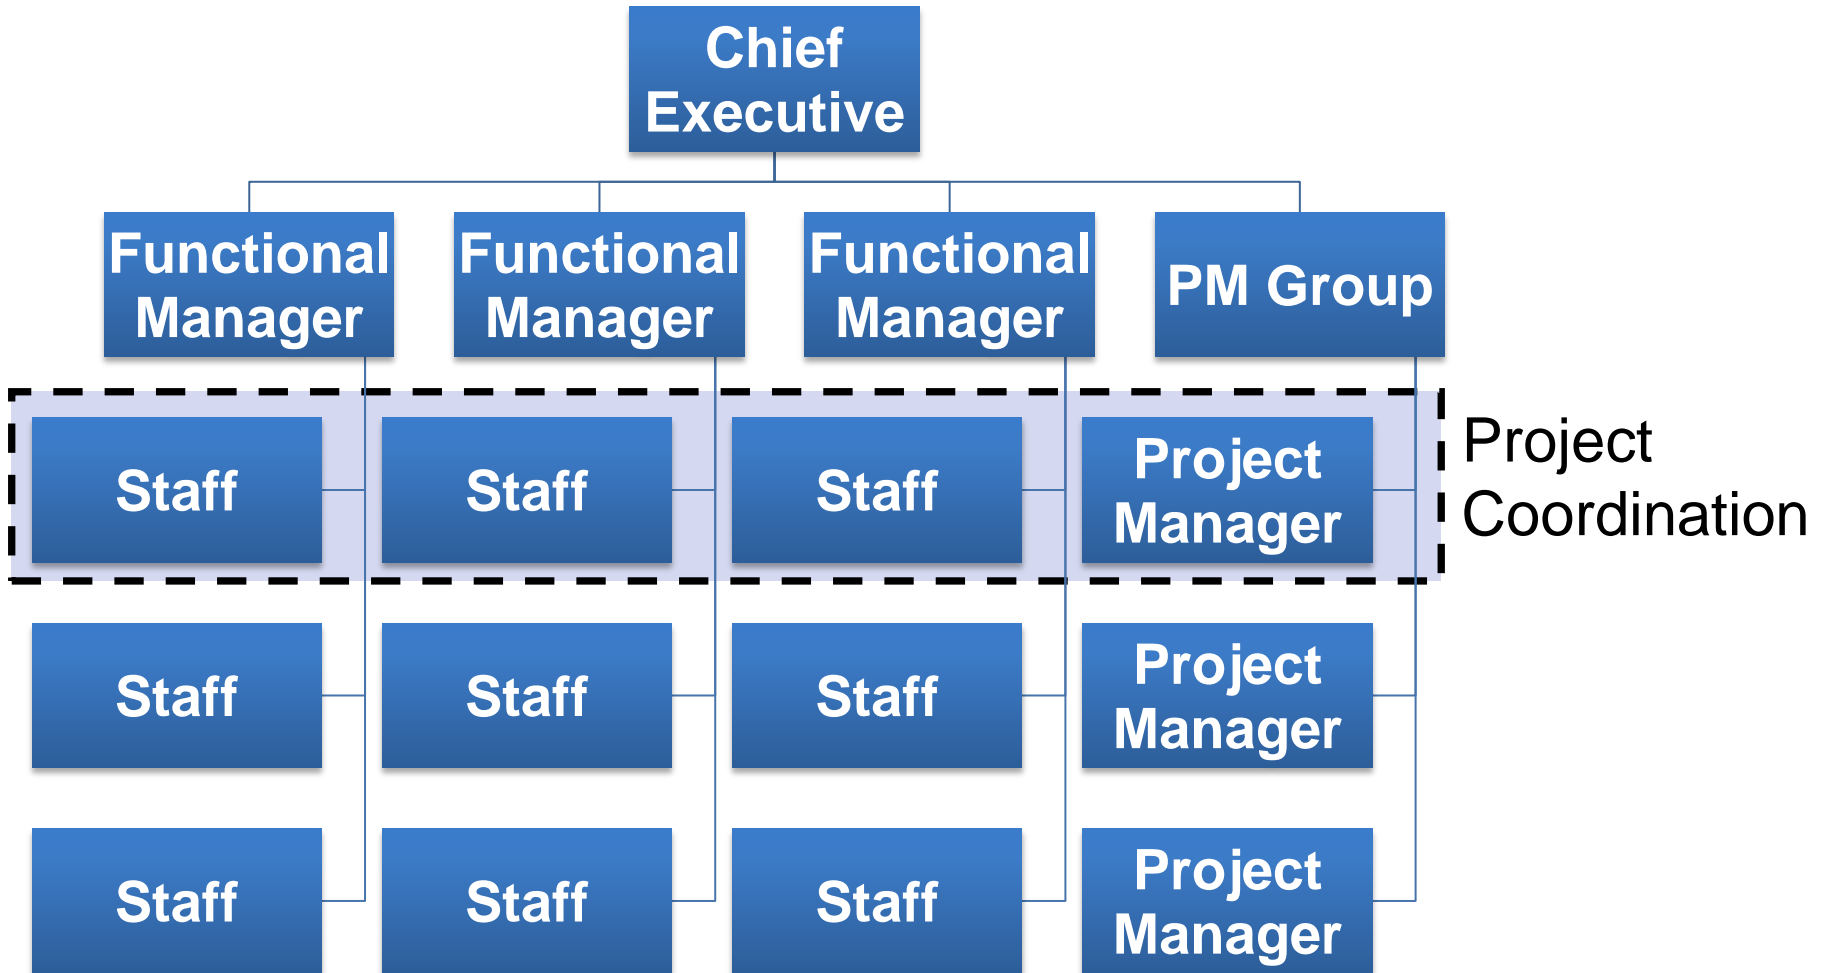 Chief
Executive
Functional
Manager
Functional
Manager
Functional
Manager
PM Group
Staff
Staff
Staff
Project
Manager
Project
Coordination
Staff
Staff
Staff
Project
Manager
Staff
Staff
Staff
Project
Manager